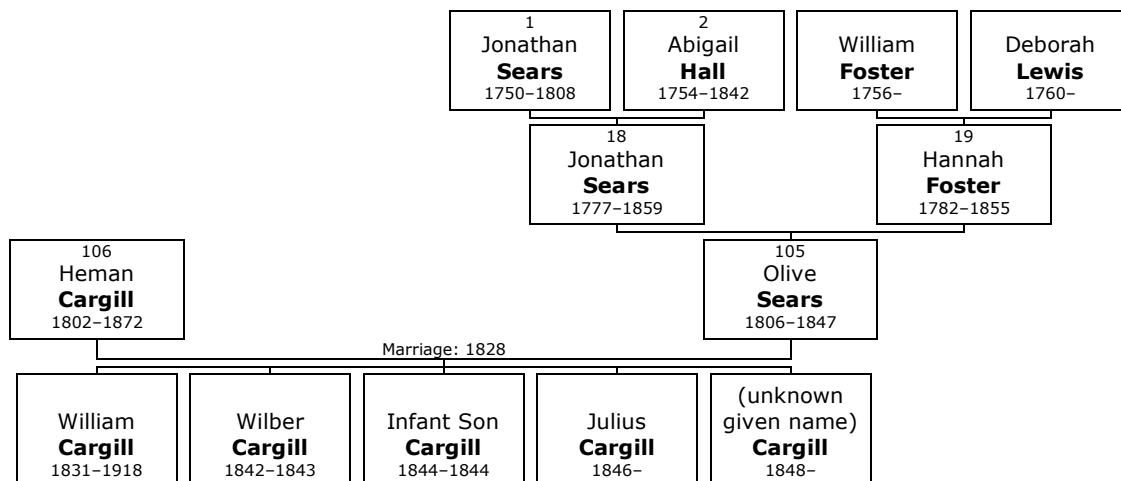 1
Jonathan
Sears
1750–1808
2
Abigail
Hall
1754–1842
William
Foster
1756–
Deborah
Lewis
1760–
18
Jonathan
Sears
1777–1859
19
Hannah
Foster
1782–1855
106
Heman
Cargill
1802–1872
105
Olive
Sears
1806–1847
Marriage: 1828
William
Cargill
1831–1918
Wilber
Cargill
1842–1843
Infant Son
Cargill
1844–1844
Julius
Cargill
1846–
(unknown
given name)
Cargill
1848–